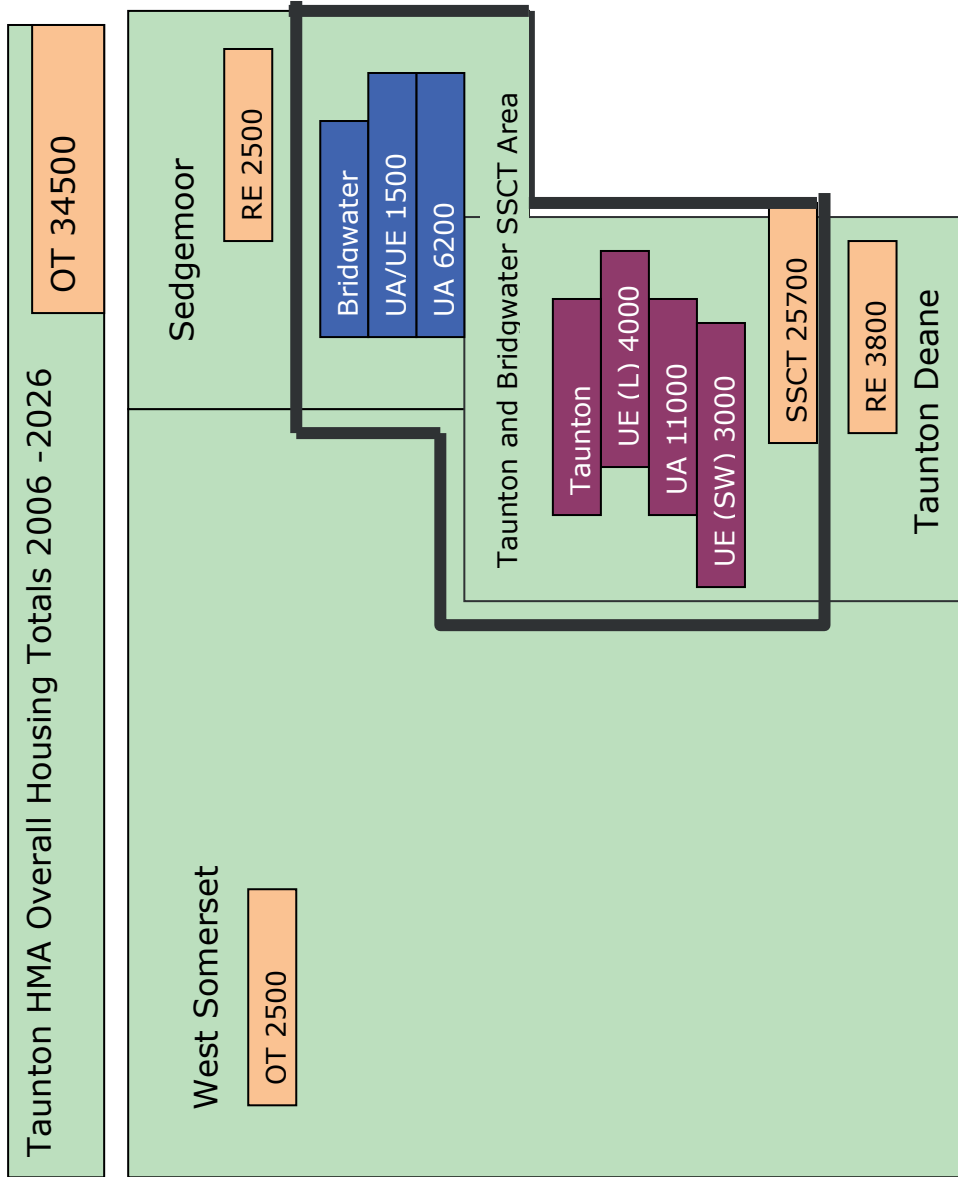 Taunton HMA Overall Housing Totals 2006 -2026
OT 34500
West Somerset
OT 2500
Sedgemoor
RE 2500
Bridgwater
UA/UE 1500
UA 6200
Taunton and Bridgwater SSCT Area
Taunton
UE (L) 4000
UA 11000
UE (SW) 3000
SSCT 25700
RE 3800
Taunton Deane